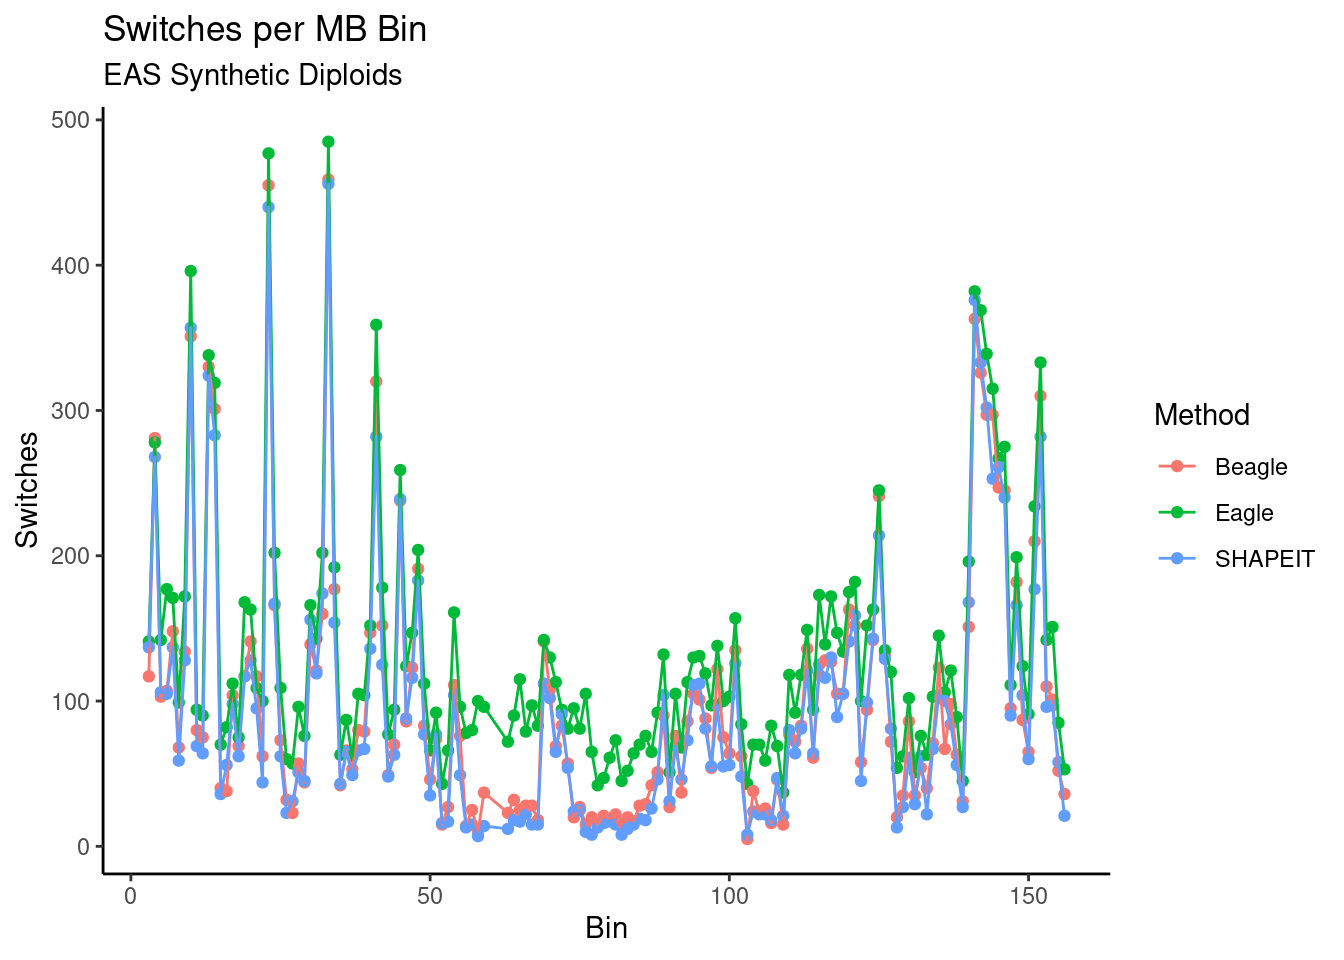 Switches per MB Bin
EAS Synthetic Diploids
500
400
300
200
100
0
Switches
0
50
100
150
Bin
Method
Beagle
Eagle
SHAPEIT